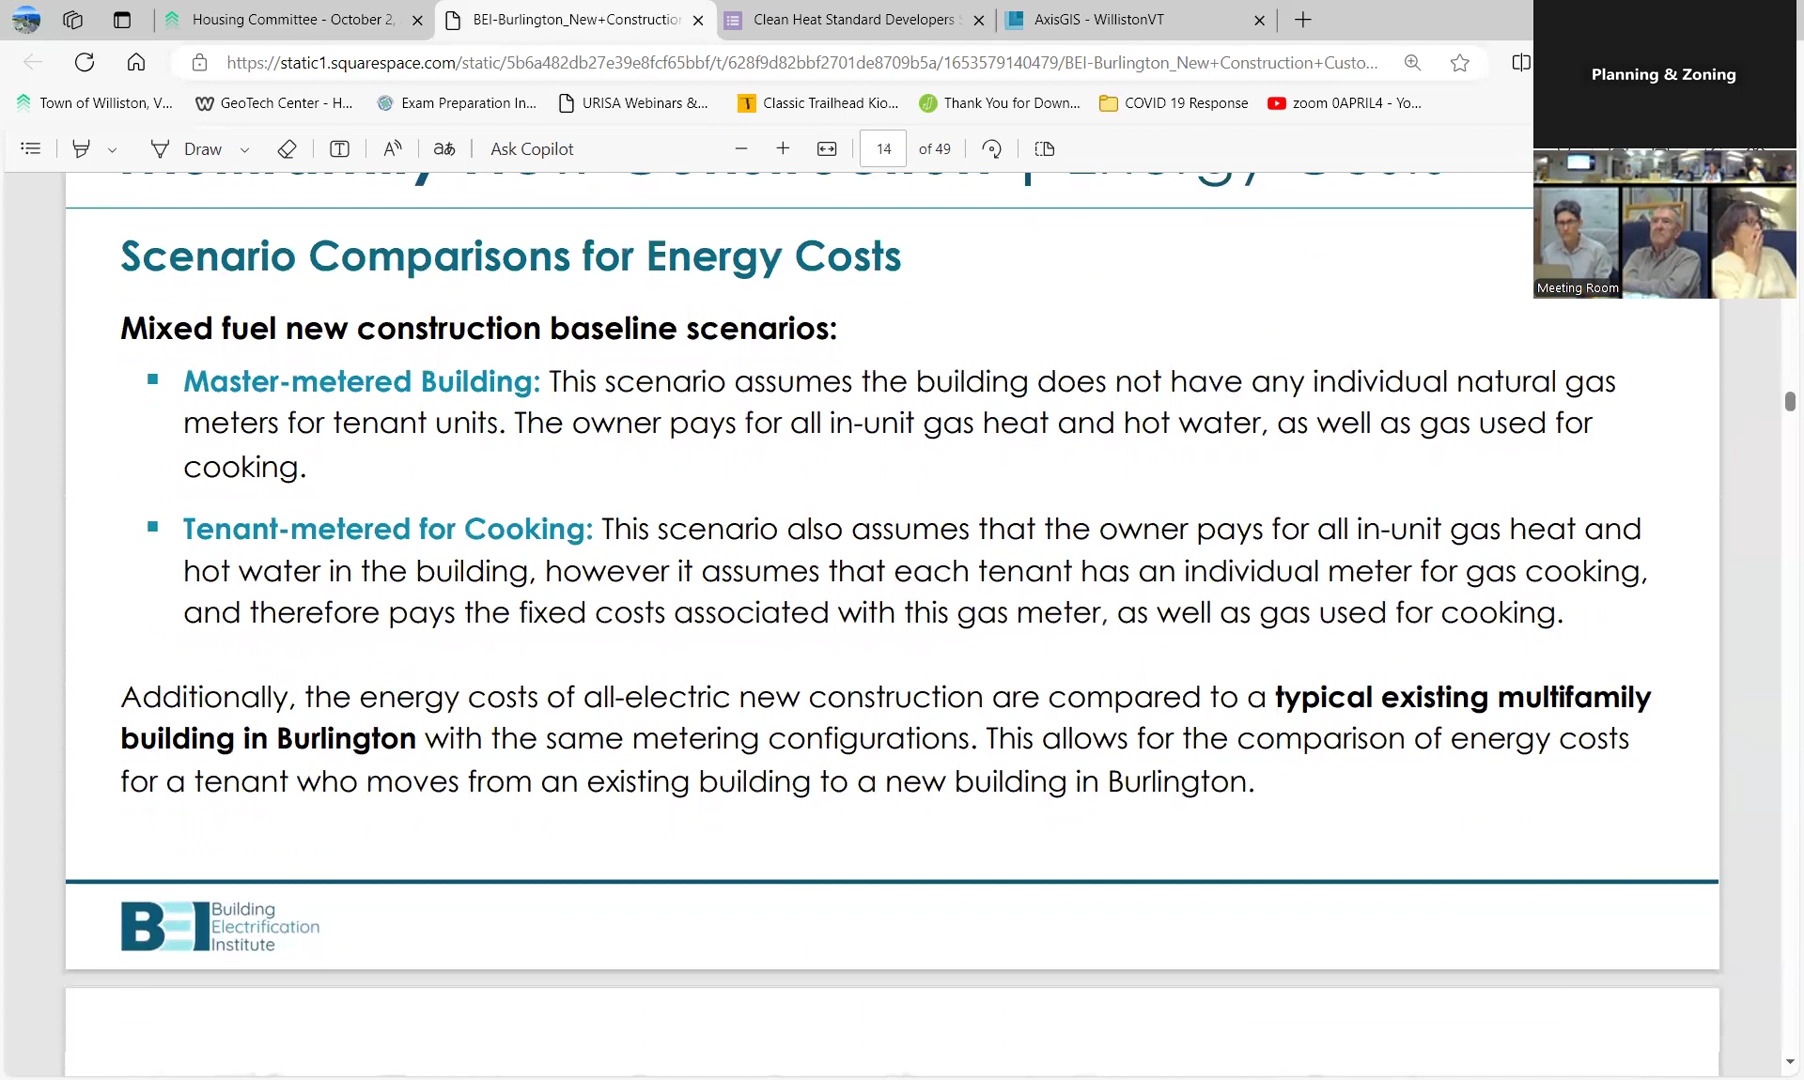 Housing Committee - October 2,
BEI-Burlington_New+Constructio
Clean Heat Standard Developers
AxisGIS - WillistonVT
https://static1.squarespace.com/static/5b6a482db27e39e8fcf65bbf/t/628f9d82bbf2701de8709b5a/1653579140479/BEI-Burlington_New+Construction+Custo...
Town of Williston, V...
GeoTech Center - H...
Exam Preparation In...
URISA Webinars &...
Classic Trailhead Kio...
Thank You for Down...
COVID 19 Response
zoom 0APRIL4 - Yo...
Draw
Ask Copilot
14
of 49
Planning & Zoning
Meeting Room
Multifamily New Construction | Energy Costs
Scenario Comparisons for Energy Costs
Mixed fuel new construction baseline scenarios:
Master-metered Building: This scenario assumes the building does not have any individual natural gas
meters for tenant units. The owner pays for all in-unit gas heat and hot water, as well as gas used for
cooking.
Tenant-metered for Cooking: This scenario also assumes that the owner pays for all in-unit gas heat and
hot water in the building, however it assumes that each tenant has an individual meter for gas cooking,
and therefore pays the fixed costs associated with this gas meter, as well as gas used for cooking.
Additionally, the energy costs of all-electric new construction are compared to a typical existing multifamily
building in Burlington with the same metering configurations. This allows for the comparison of energy costs
for a tenant who moves from an existing building to a new building in Burlington.
BEI
Building
Electrification
Institute